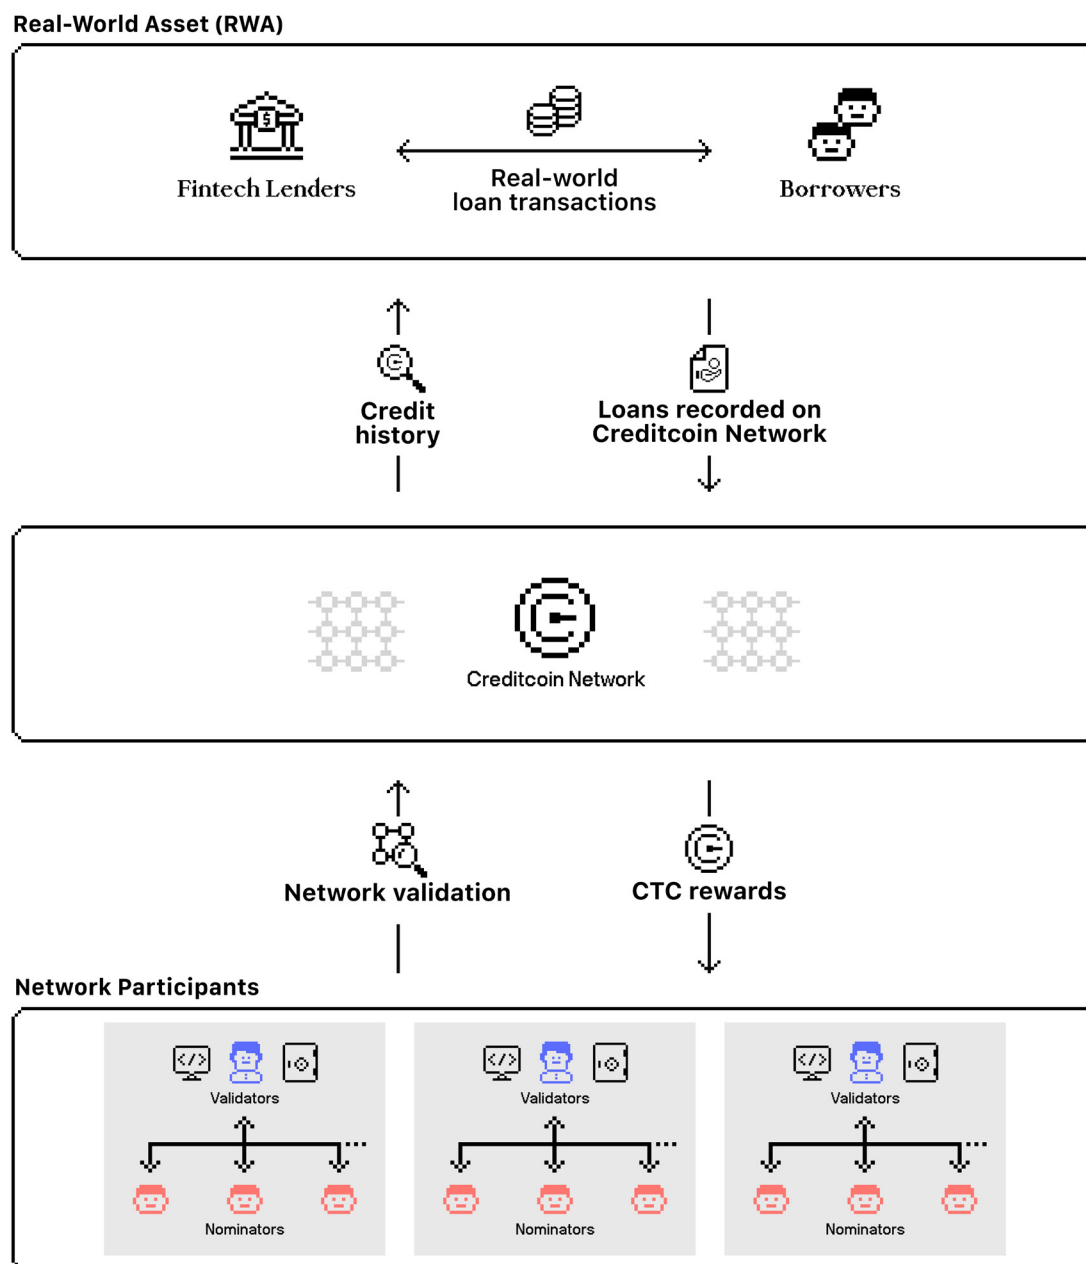 Real-World Asset (RWA)
Fintech Lenders
Real-world
loan transactions
Borrowers
Credit
history
Loans recorded on
Creditcoin Network
Creditcoin Network
Network validation
CTC rewards
Network Participants
Validators
Validators
Validators
Nominators
Nominators
Nominators